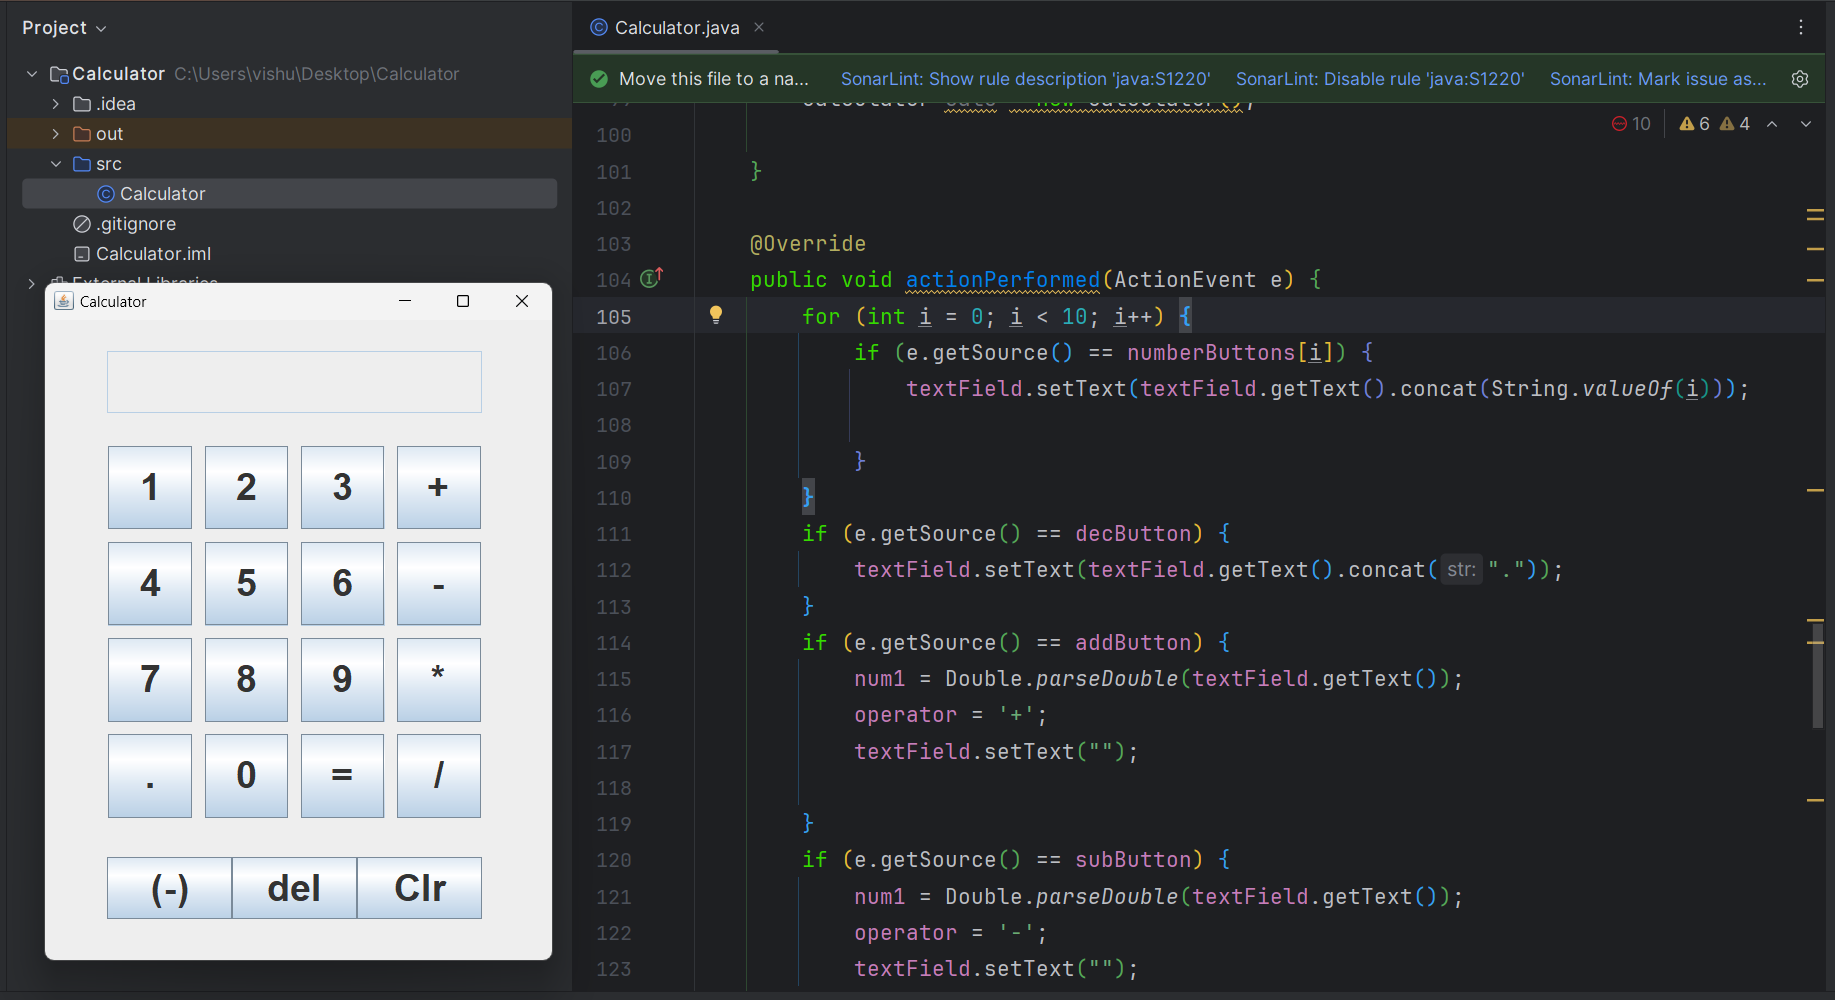 Project
Calculator C:\Users\vishu\Desktop\Calculator
.idea
out
src
Calculator
.gitignore
Calculator.iml
External Libraries
Calculator
1 2 3 +
4 5 6 -
7 8 9 *
. 0 = /
(-) del Clr
Calculator.java
Move this file to a na... SonarLint: Show rule description 'java:S1220' SonarLint: Disable rule 'java:S1220' SonarLint: Mark issue as...
10 6 4
= new Calculator();
100
101 }
102
103 @Override
104 public void actionPerformed(ActionEvent e) {
105 for (int i = 0; i < 10; i++) {
106 if (e.getSource() == numberButtons[i]) {
107 textField.setText(textField.getText().concat(String.valueOf(i)));
108
109 }
110 }
111 if (e.getSource() == decButton) {
112 textField.setText(textField.getText().concat( str: "."));
113 }
114 if (e.getSource() == addButton) {
115 num1 = Double.parseDouble(textField.getText());
116 operator = '+';
117 textField.setText("");
118
119 }
120 if (e.getSource() == subButton) {
121 num1 = Double.parseDouble(textField.getText());
122 operator = '-';
123 textField.setText("");